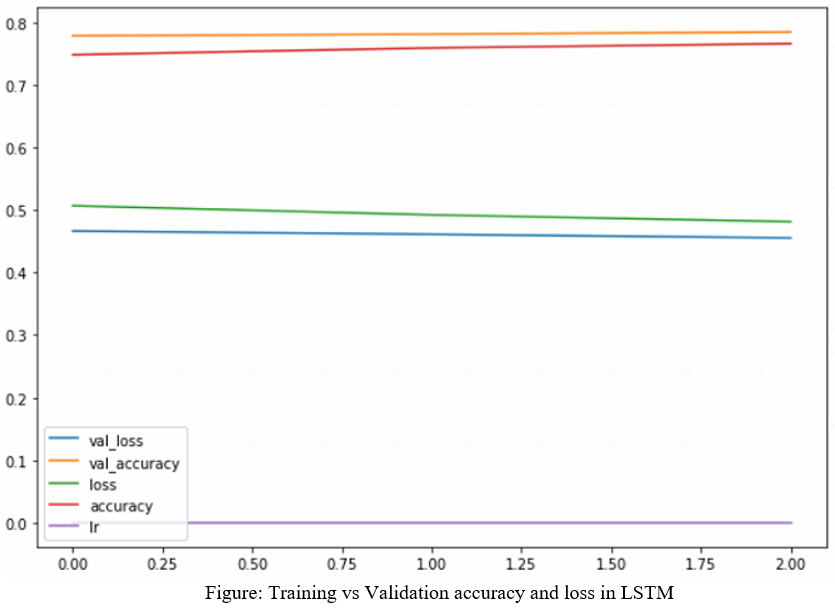 0.8
0.7
0.6
0.5
0.4
0.3
0.2
0.1
0.0
val_loss
val_accuracy
loss
accuracy
lr
0.00 0.25 0.50 0.75 1.00 1.25 1.50 1.75 2.00
Figure: Training vs Validation accuracy and loss in LSTM